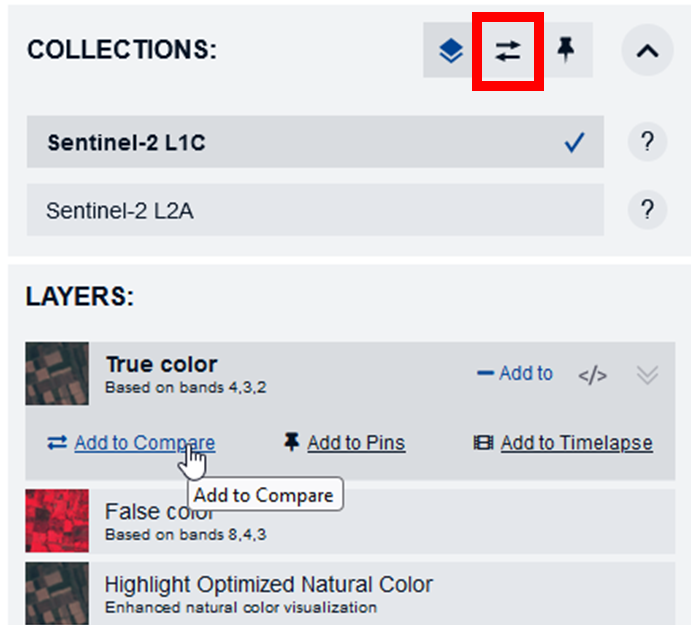 COLLECTIONS:
Sentinel-2 L1C
?
Sentinel-2 L2A
?
LAYERS:
True color
Based on bands 4,3,2
Add to
</>
Add to Compare
Add to Pins
Add to Timelapse
Add to Compare
False color
Based on bands 8,4,3
Highlight Optimized Natural Color
Enhanced natural color visualization